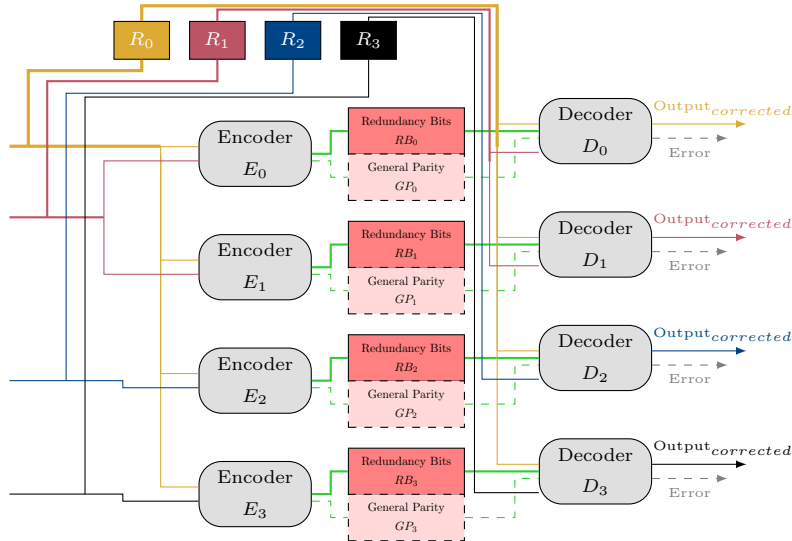 R0 R1 R2 R3
Encoder
E0
Redundancy Bits
RB0
General Parity
GP0
Decoder
D0
Outputcorrected
Error
Encoder
E1
Redundancy Bits
RB1
General Parity
GP1
Decoder
D1
Outputcorrected
Error
Encoder
E2
Redundancy Bits
RB2
General Parity
GP2
Decoder
D2
Outputcorrected
Error
Encoder
E3
Redundancy Bits
RB3
General Parity
GP3
Decoder
D3
Outputcorrected
Error